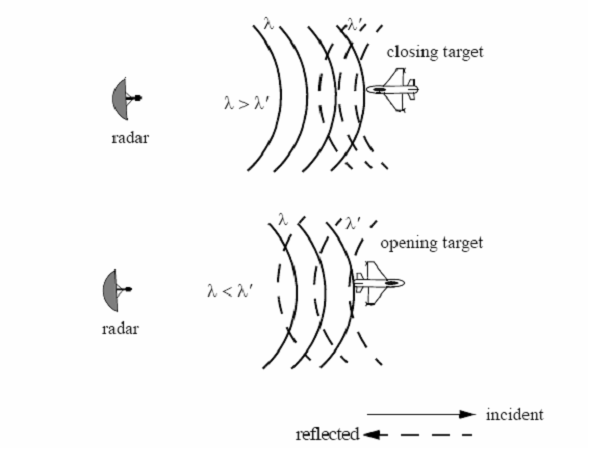 λ λ′
closing target
λ > λ′
radar
λ λ′
opening target
λ < λ′
radar
incident
reflected